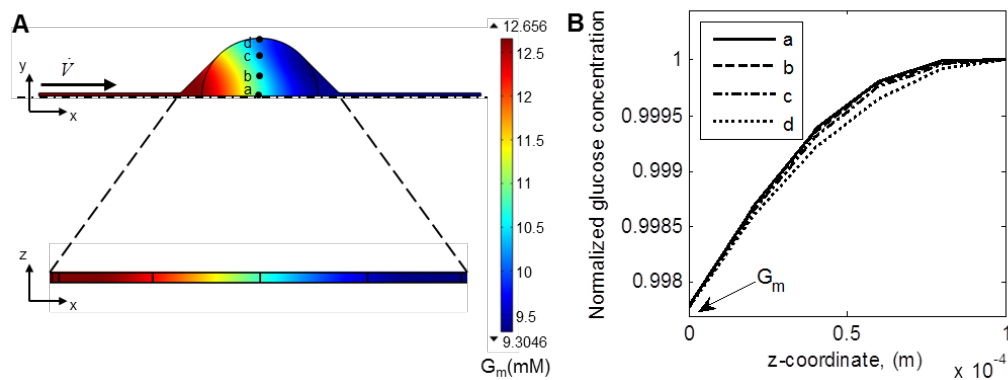 A
y
V̇
x
d
c
b
a
z
x
12.656
12.5
12
11.5
11
10.5
10
9.5
9.3046
Gm(mM)
B
Normalized glucose concentration
1
0.9995
0.999
0.9985
0.998
a
b
c
d
Gm
0
0.5
1
z-coordinate, (m)
x 10⁻⁴